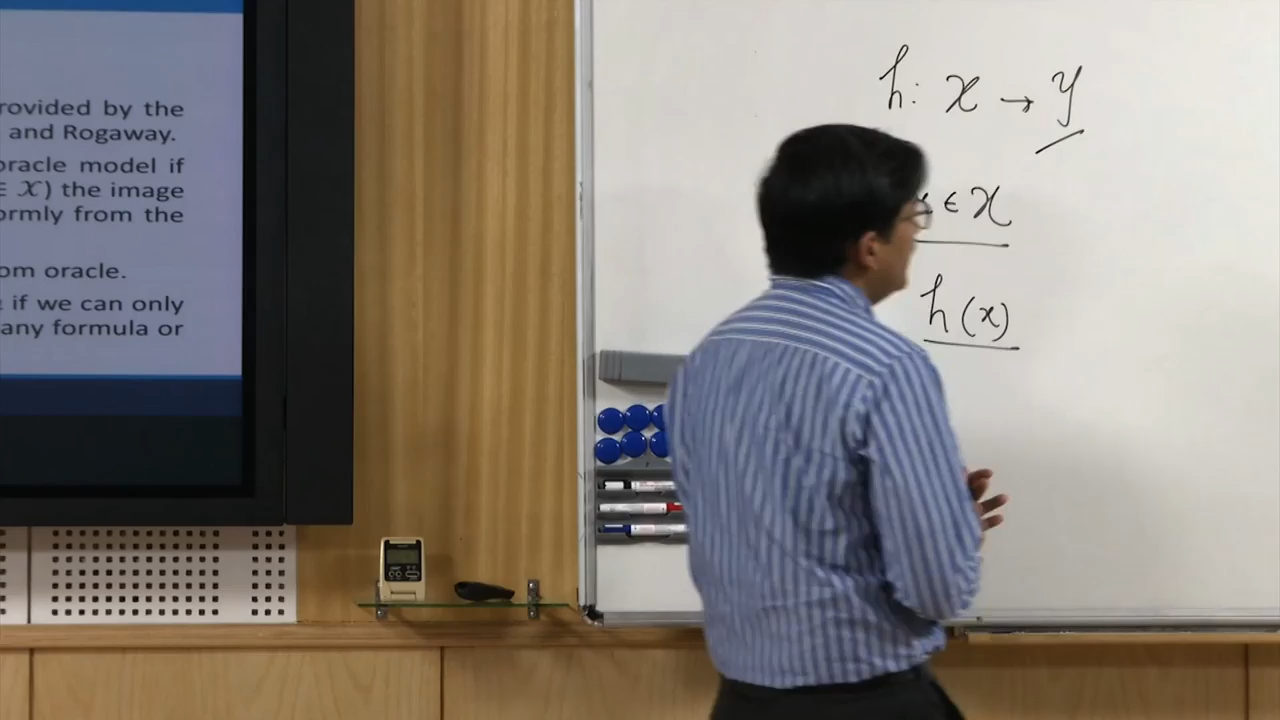 rovided by the
and Rogaway.
oracle model if
∈ 𝒳) the image
ormly from the
om oracle.
if we can only
any formula or
h: 𝒳 → 𝒴
∈ 𝒳
h(x)